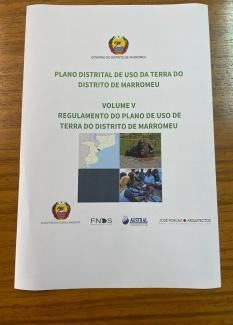 GOVERNO DO DISTRITO DE MARROMEU
PLANO DISTRITAL DE USO DA TERRA DO
DISTRITO DE MARROMEU
VOLUME V
REGULAMENTO DO PLANO DE USO DE
TERRA DO DISTRITO DE MARROMEU
FNDS
AUSTRAL
JOSÉ FORJAZ ARQUITECTOS